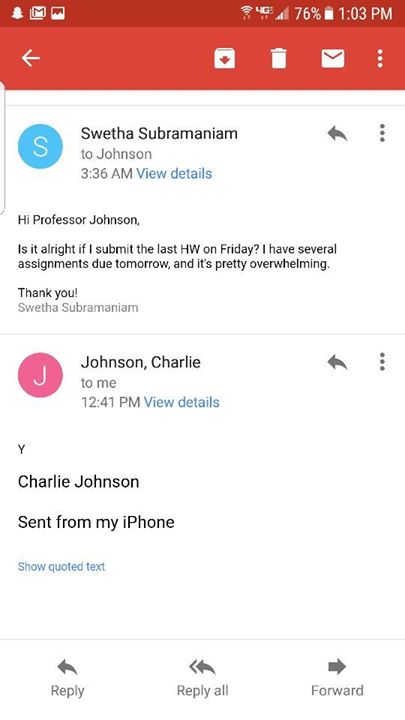 4G 76% 1:03 PM
S
Swetha Subramaniam
to Johnson
3:36 AM View details
Hi Professor Johnson,
Is it alright if I submit the last HW on Friday? I have several
assignments due tomorrow, and it's pretty overwhelming.
Thank you!
Swetha Subramaniam
J
Johnson, Charlie
to me
12:41 PM View details
Y
Charlie Johnson
Sent from my iPhone
Show quoted text
Reply Reply all Forward